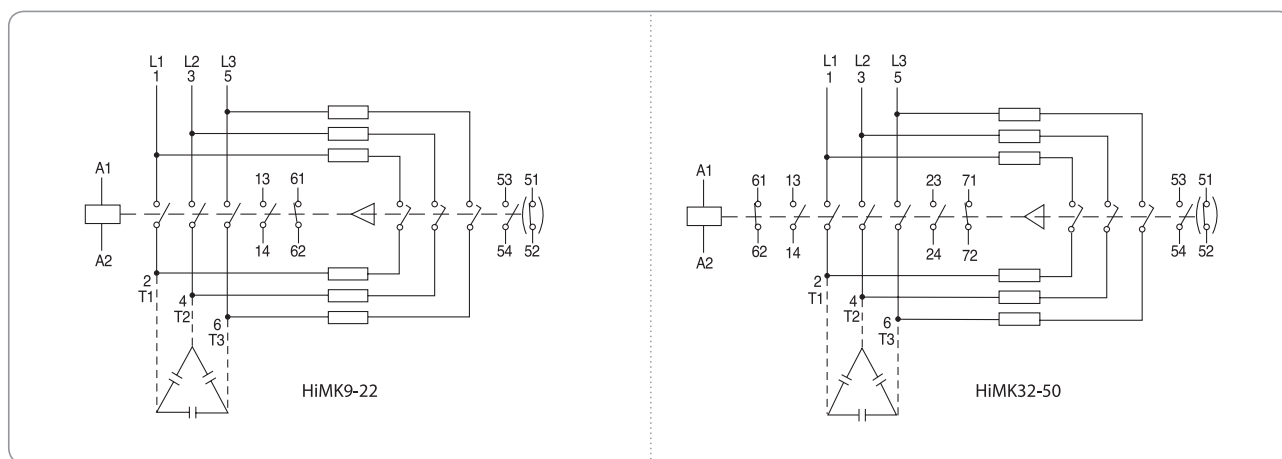 L1 L2 L3
1 3 5
A1
13 61
53 51
14 62
54 52
A2
2
T1
4
T2
6
T3
HiMK9-22
L1 L2 L3
1 3 5
A1
61 13
23 71
53 51
62 14
24 72
54 52
A2
2
T1
4
T2
6
T3
HiMK32-50